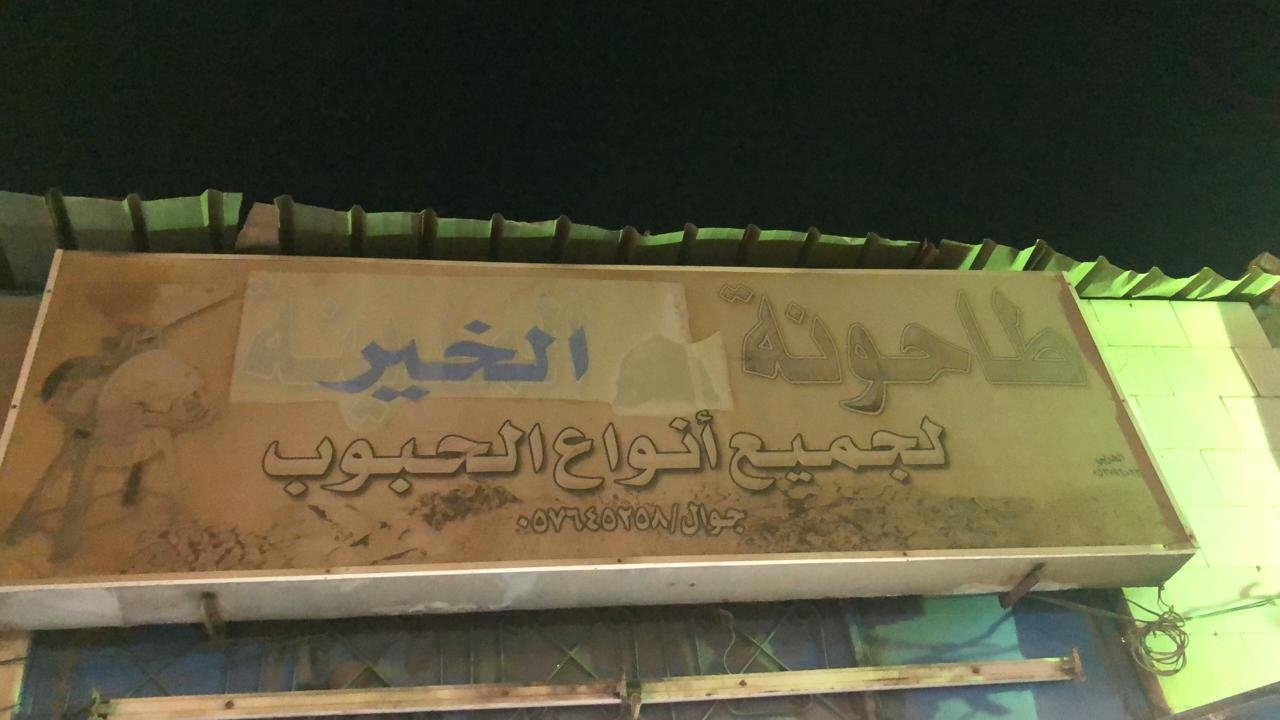 طاحونة الخير
لجميع أنواع الحبوب
جوال/٠٥٧٦٤٥٢٥٨